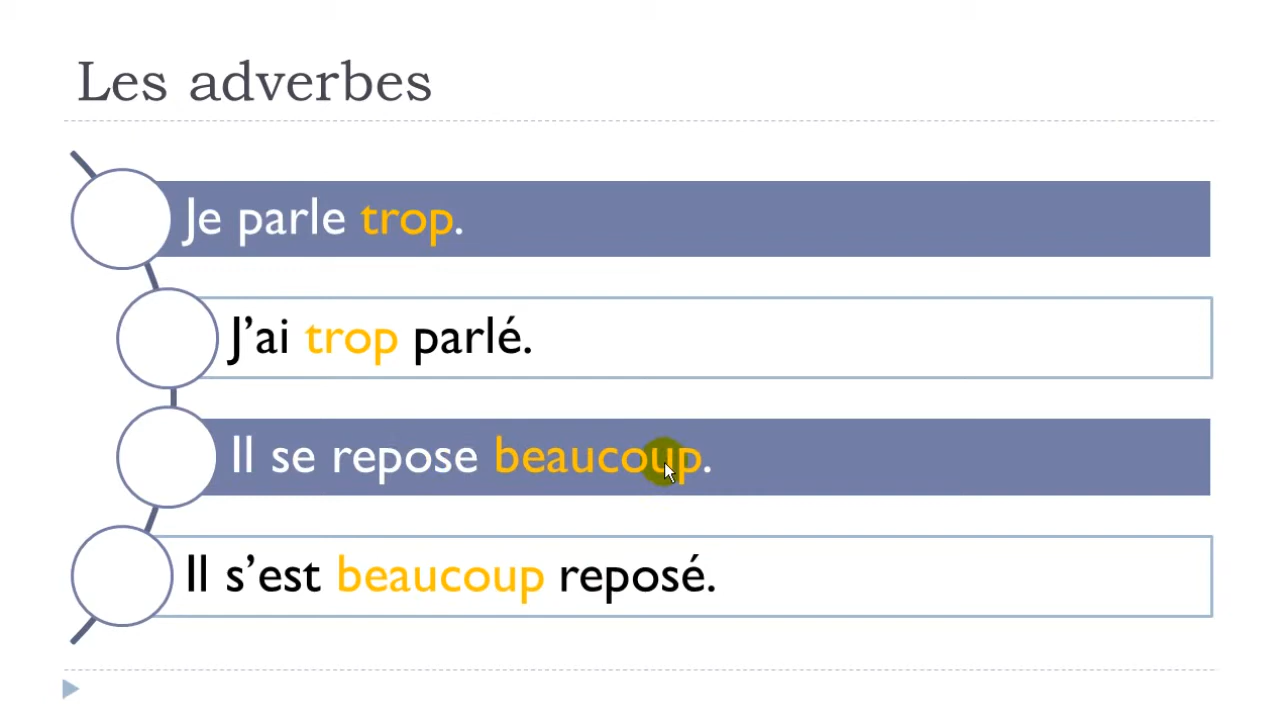 Les adverbes
Je parle trop.
J’ai trop parlé.
Il se repose beaucoup.
Il s’est beaucoup reposé.